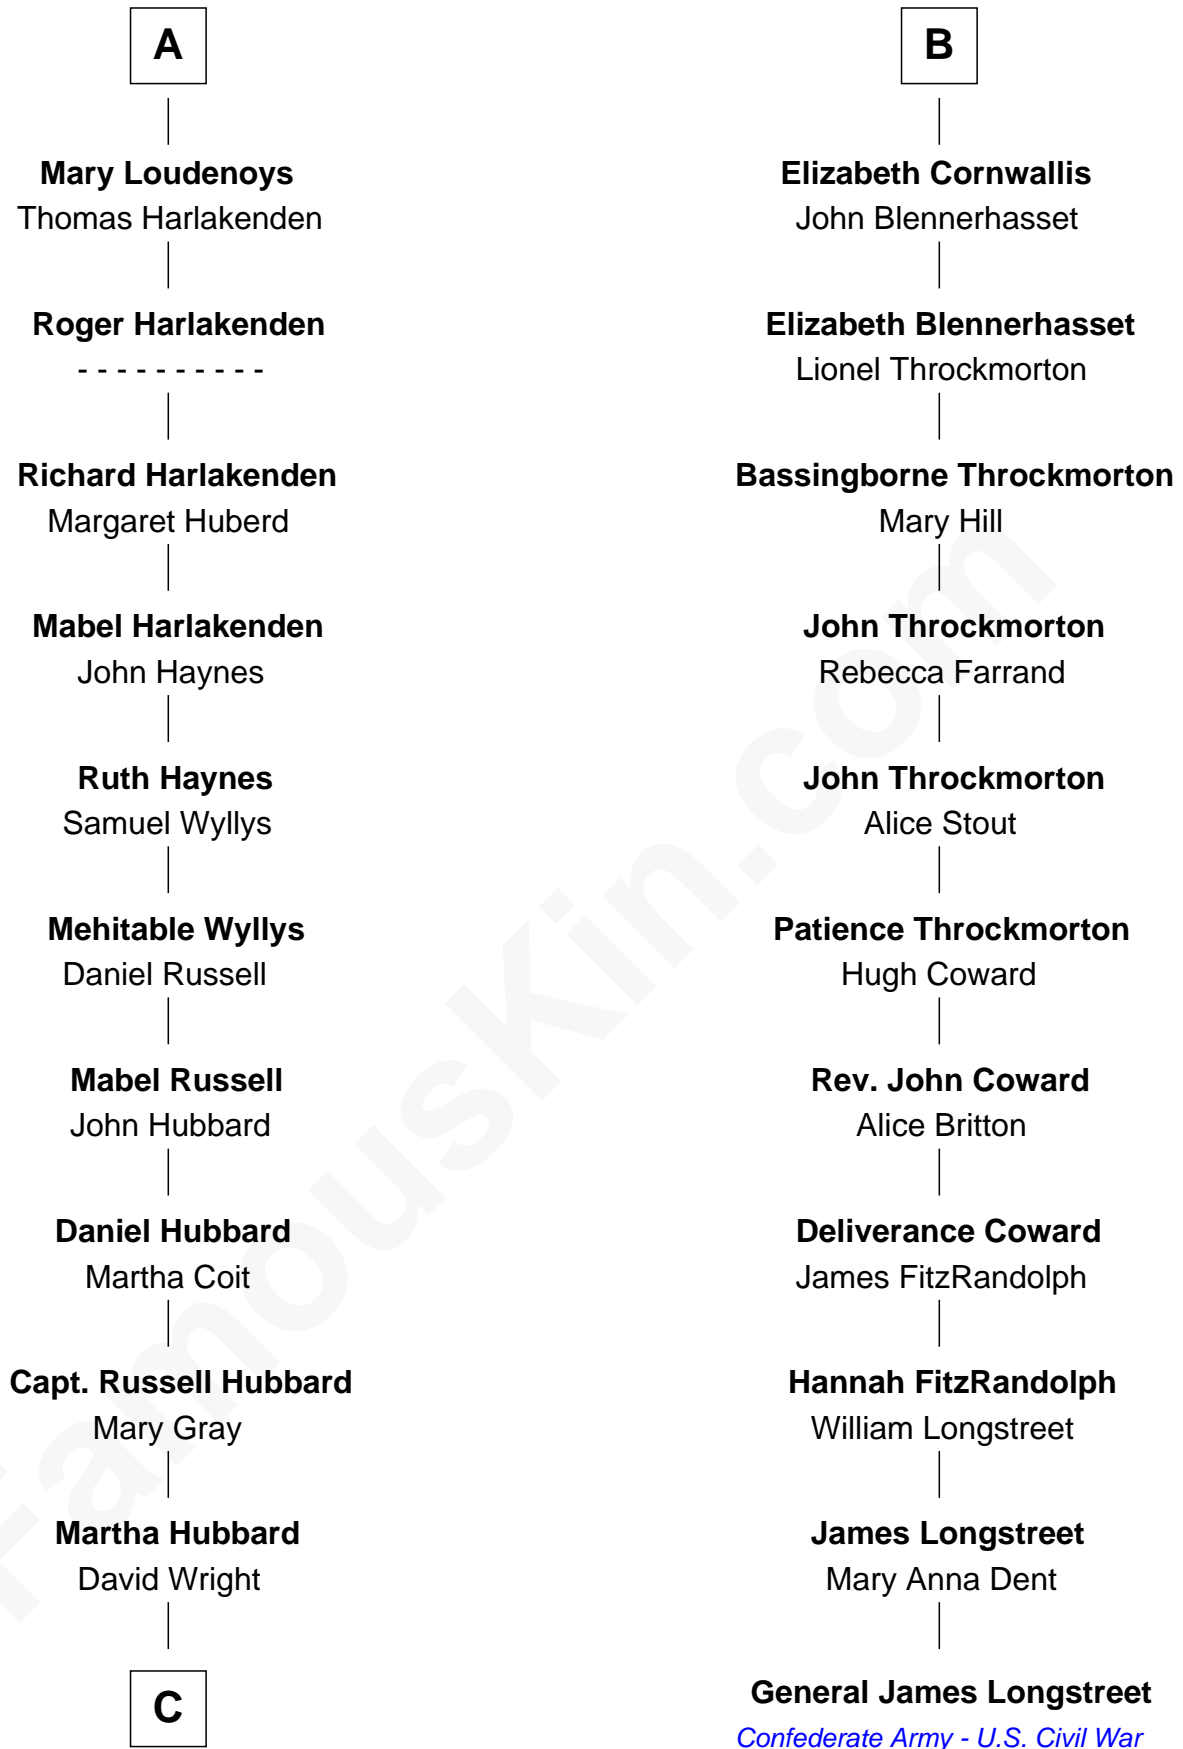 A
Mary Loudenoys
Thomas Harlakenden
Roger Harlakenden
- - - - - - - - - -
Richard Harlakenden
Margaret Huberd
Mabel Harlakenden
John Haynes
Ruth Haynes
Samuel Wyllys
Mehitable Wyllys
Daniel Russell
Mabel Russell
John Hubbard
Daniel Hubbard
Martha Coit
Capt. Russell Hubbard
Mary Gray
Martha Hubbard
David Wright
C
B
Elizabeth Cornwallis
John Blennerhasset
Elizabeth Blennerhasset
Lionel Throckmorton
Bassingborne Throckmorton
Mary Hill
John Throckmorton
Rebecca Farrand
John Throckmorton
Alice Stout
Patience Throckmorton
Hugh Coward
Rev. John Coward
Alice Britton
Deliverance Coward
James FitzRandolph
Hannah FitzRandolph
William Longstreet
James Longstreet
Mary Anna Dent
General James Longstreet
Confederate Army - U.S. Civil War
FamousKin.com